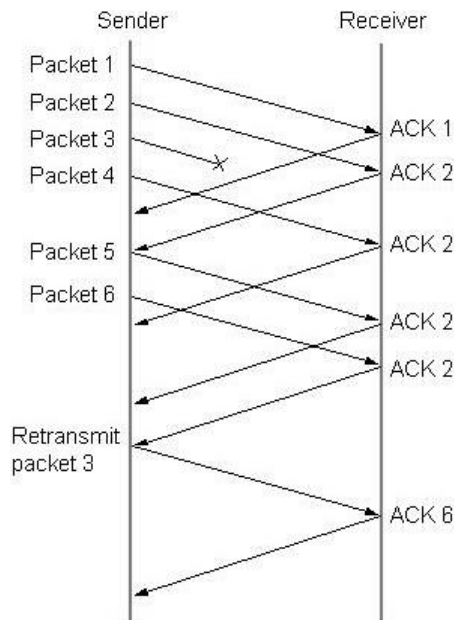 Sender
Receiver
Packet 1
Packet 2
Packet 3
Packet 4
Packet 5
Packet 6
Retransmit
packet 3
ACK 1
ACK 2
ACK 2
ACK 2
ACK 2
ACK 6